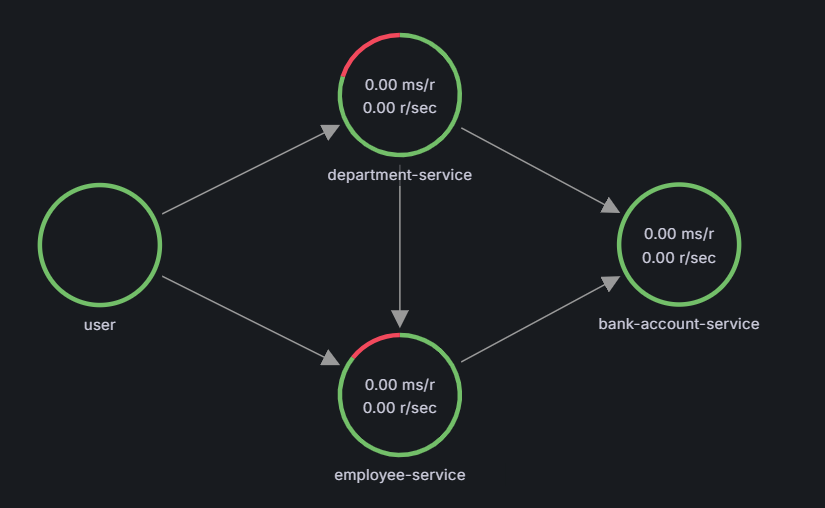 0.00 ms/r
0.00 r/sec
department-service
user
0.00 ms/r
0.00 r/sec
bank-account-service
0.00 ms/r
0.00 r/sec
employee-service